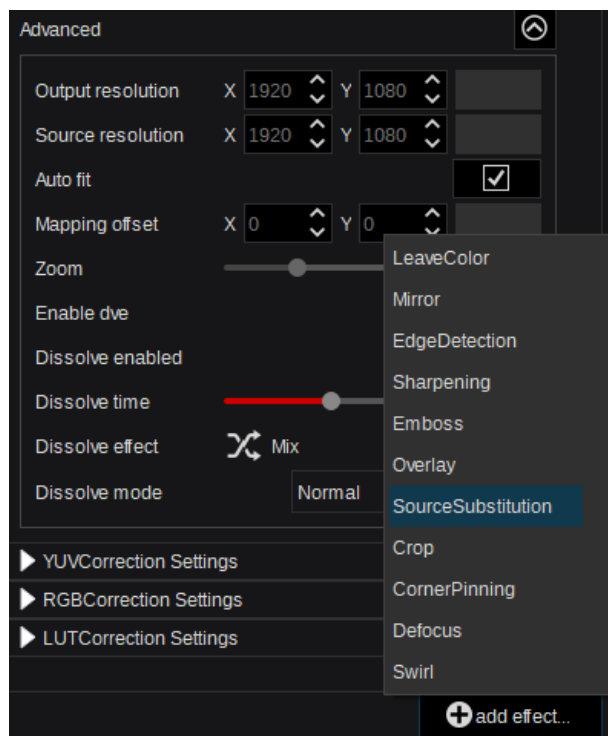 Advanced
Output resolution X 1920 Y 1080
Source resolution X 1920 Y 1080
Auto fit
Mapping offset X 0 Y 0
Zoom
Enable dve
Dissolve enabled
Dissolve time
Dissolve effect Mix
Dissolve mode Normal
LeaveColor
Mirror
EdgeDetection
Sharpening
Emboss
Overlay
SourceSubstitution
Crop
CornerPinning
Defocus
Swirl
YUVCorrection Settings
RGBCorrection Settings
LUTCorrection Settings
add effect...